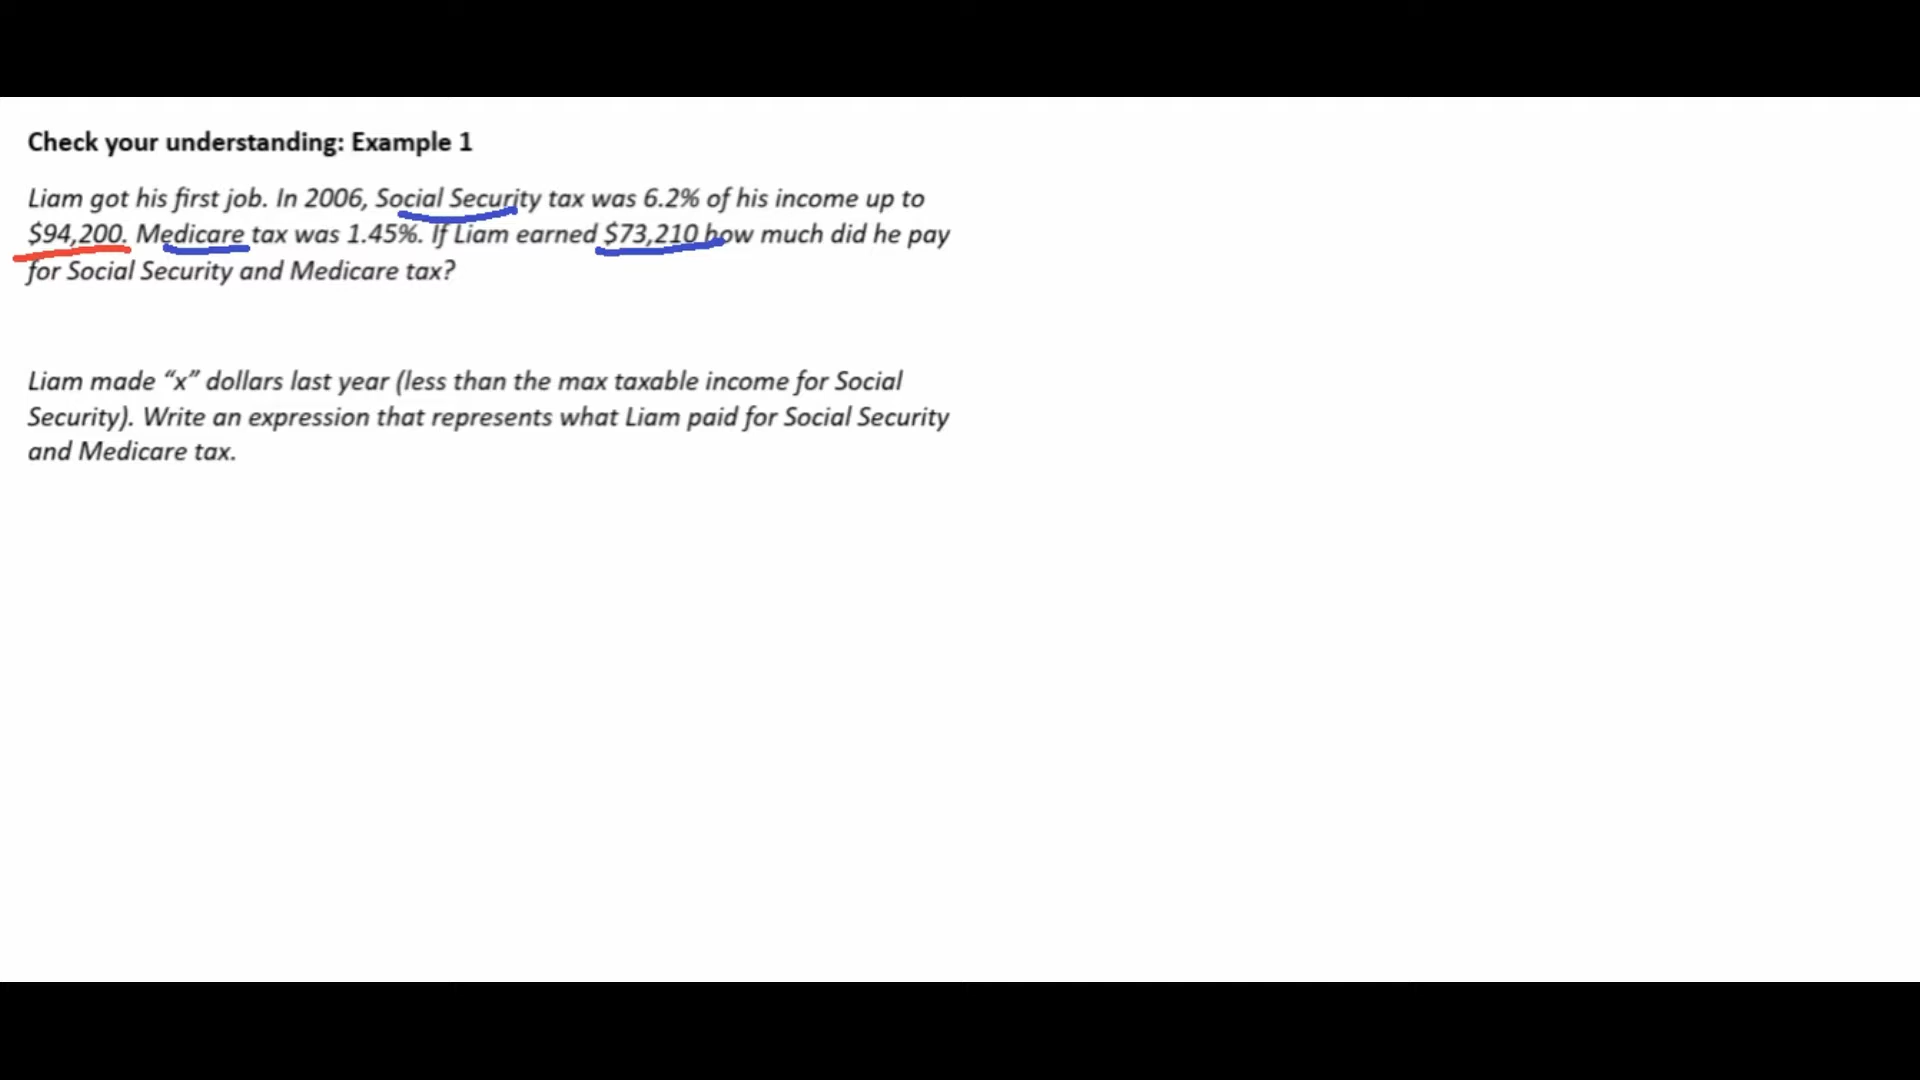 Check your understanding: Example 1
Liam got his first job. In 2006, Social Security tax was 6.2% of his income up to
$94,200. Medicare tax was 1.45%. If Liam earned $73,210 how much did he pay
for Social Security and Medicare tax?
Liam made “x” dollars last year (less than the max taxable income for Social
Security). Write an expression that represents what Liam paid for Social Security
and Medicare tax.